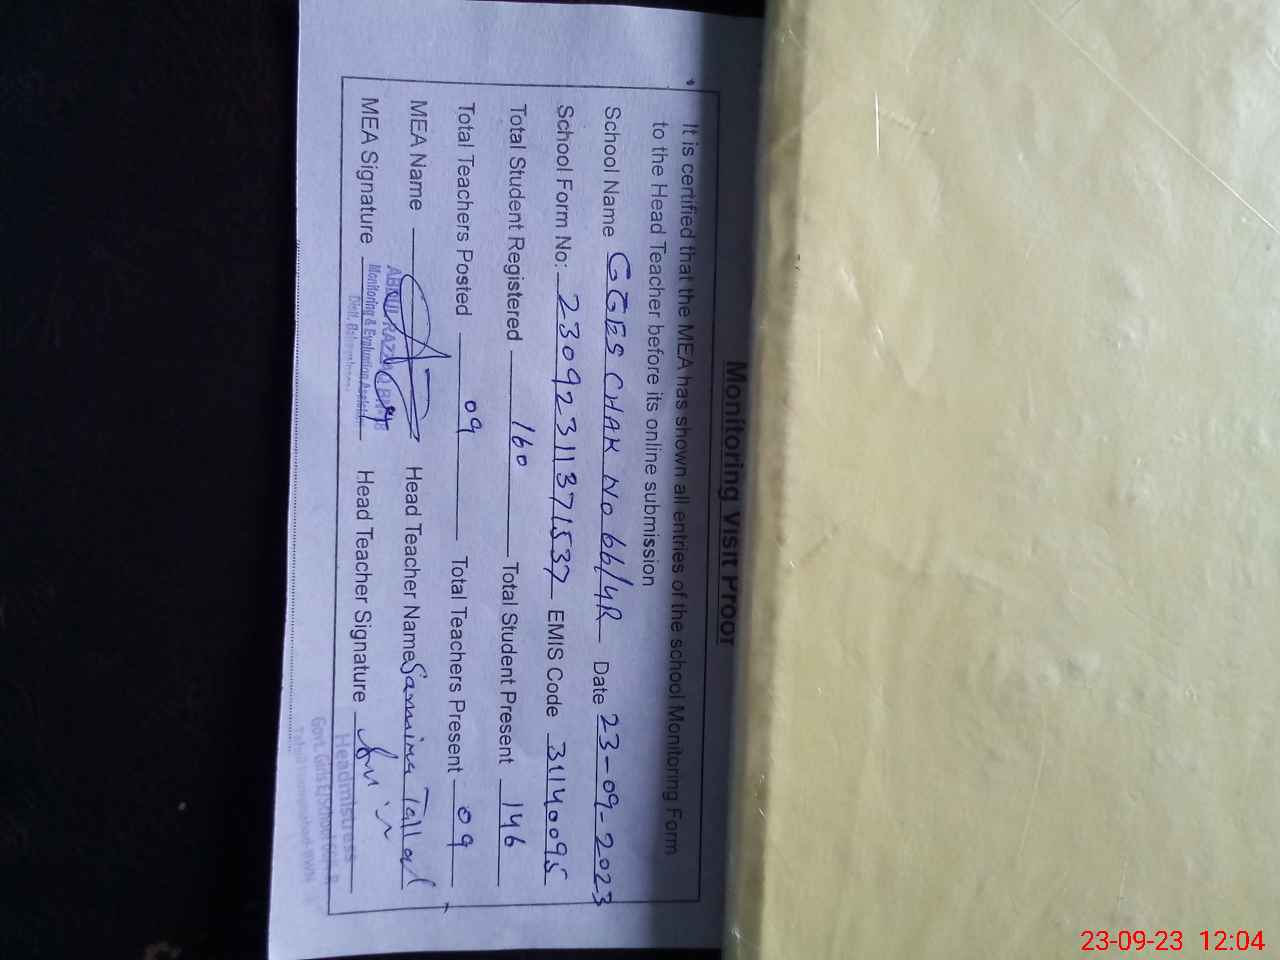 Monitoring Visit Proof
It is certified that the MEA has shown all entries of the school Monitoring Form
to the Head Teacher before its online submission
School Name GGES CHAK No 66/4R Date 23-09-2023
School Form No: 23092311371537 EMIS Code 31140095
Total Student Registered 160 Total Student Present 146
Total Teachers Posted 09 Total Teachers Present 09
MEA Name Head Teacher Name Samina
MEA Signature Head Teacher Signature
Monitoring & Evaluation Assistant
Headmistress
Govt. Girls E/School
23-09-23 12:04